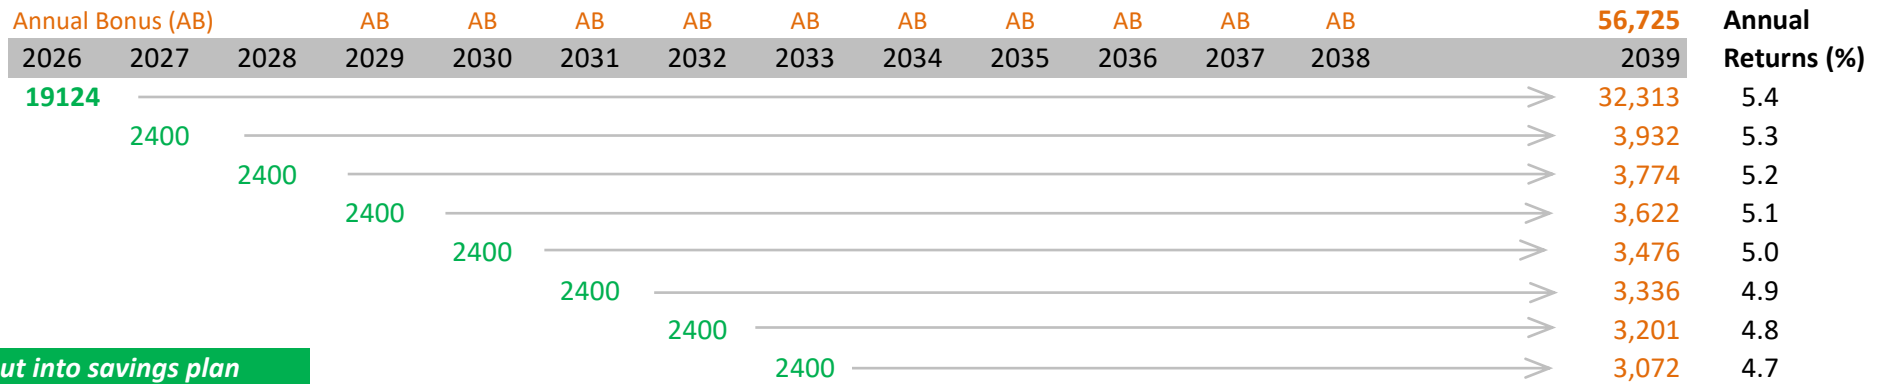 Annual Bonus (AB) AB AB AB AB AB AB AB AB AB AB 56,725 Annual
2026 2027 2028 2029 2030 2031 2032 2033 2034 2035 2036 2037 2038 2039 Returns (%)
19124 32,313 5.4
2400 3,932 5.3
2400 3,774 5.2
2400 3,622 5.1
2400 3,476 5.0
2400 3,336 4.9
2400 3,201 4.8
into savings plan 2400 3,072 4.7